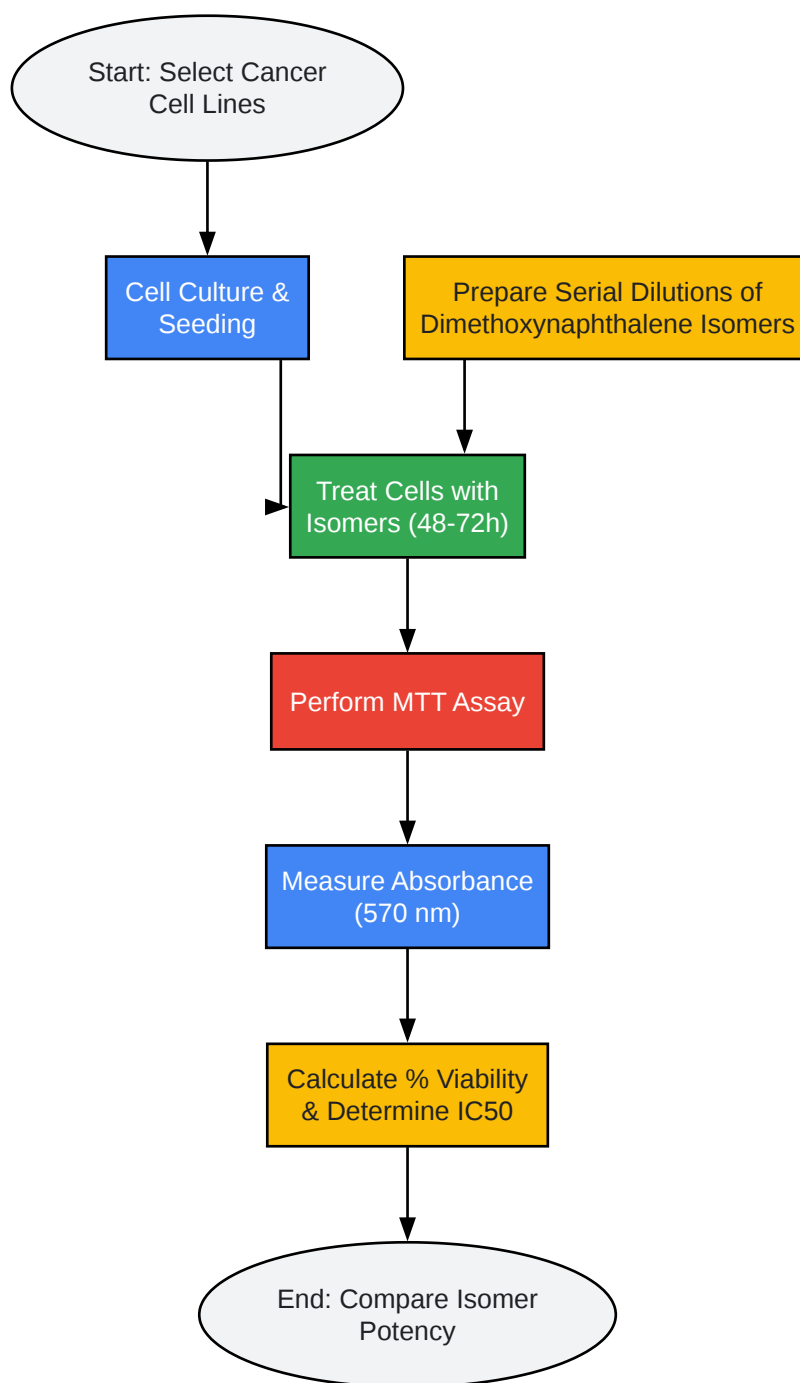 Start: Select Cancer
Cell Lines
Cell Culture &
Seeding
Prepare Serial Dilutions of
Dimethoxynaphthalene Isomers
Treat Cells with
Isomers (48-72h)
Perform MTT Assay
Measure Absorbance
(570 nm)
Calculate % Viability
& Determine IC50
End: Compare Isomer
Potency